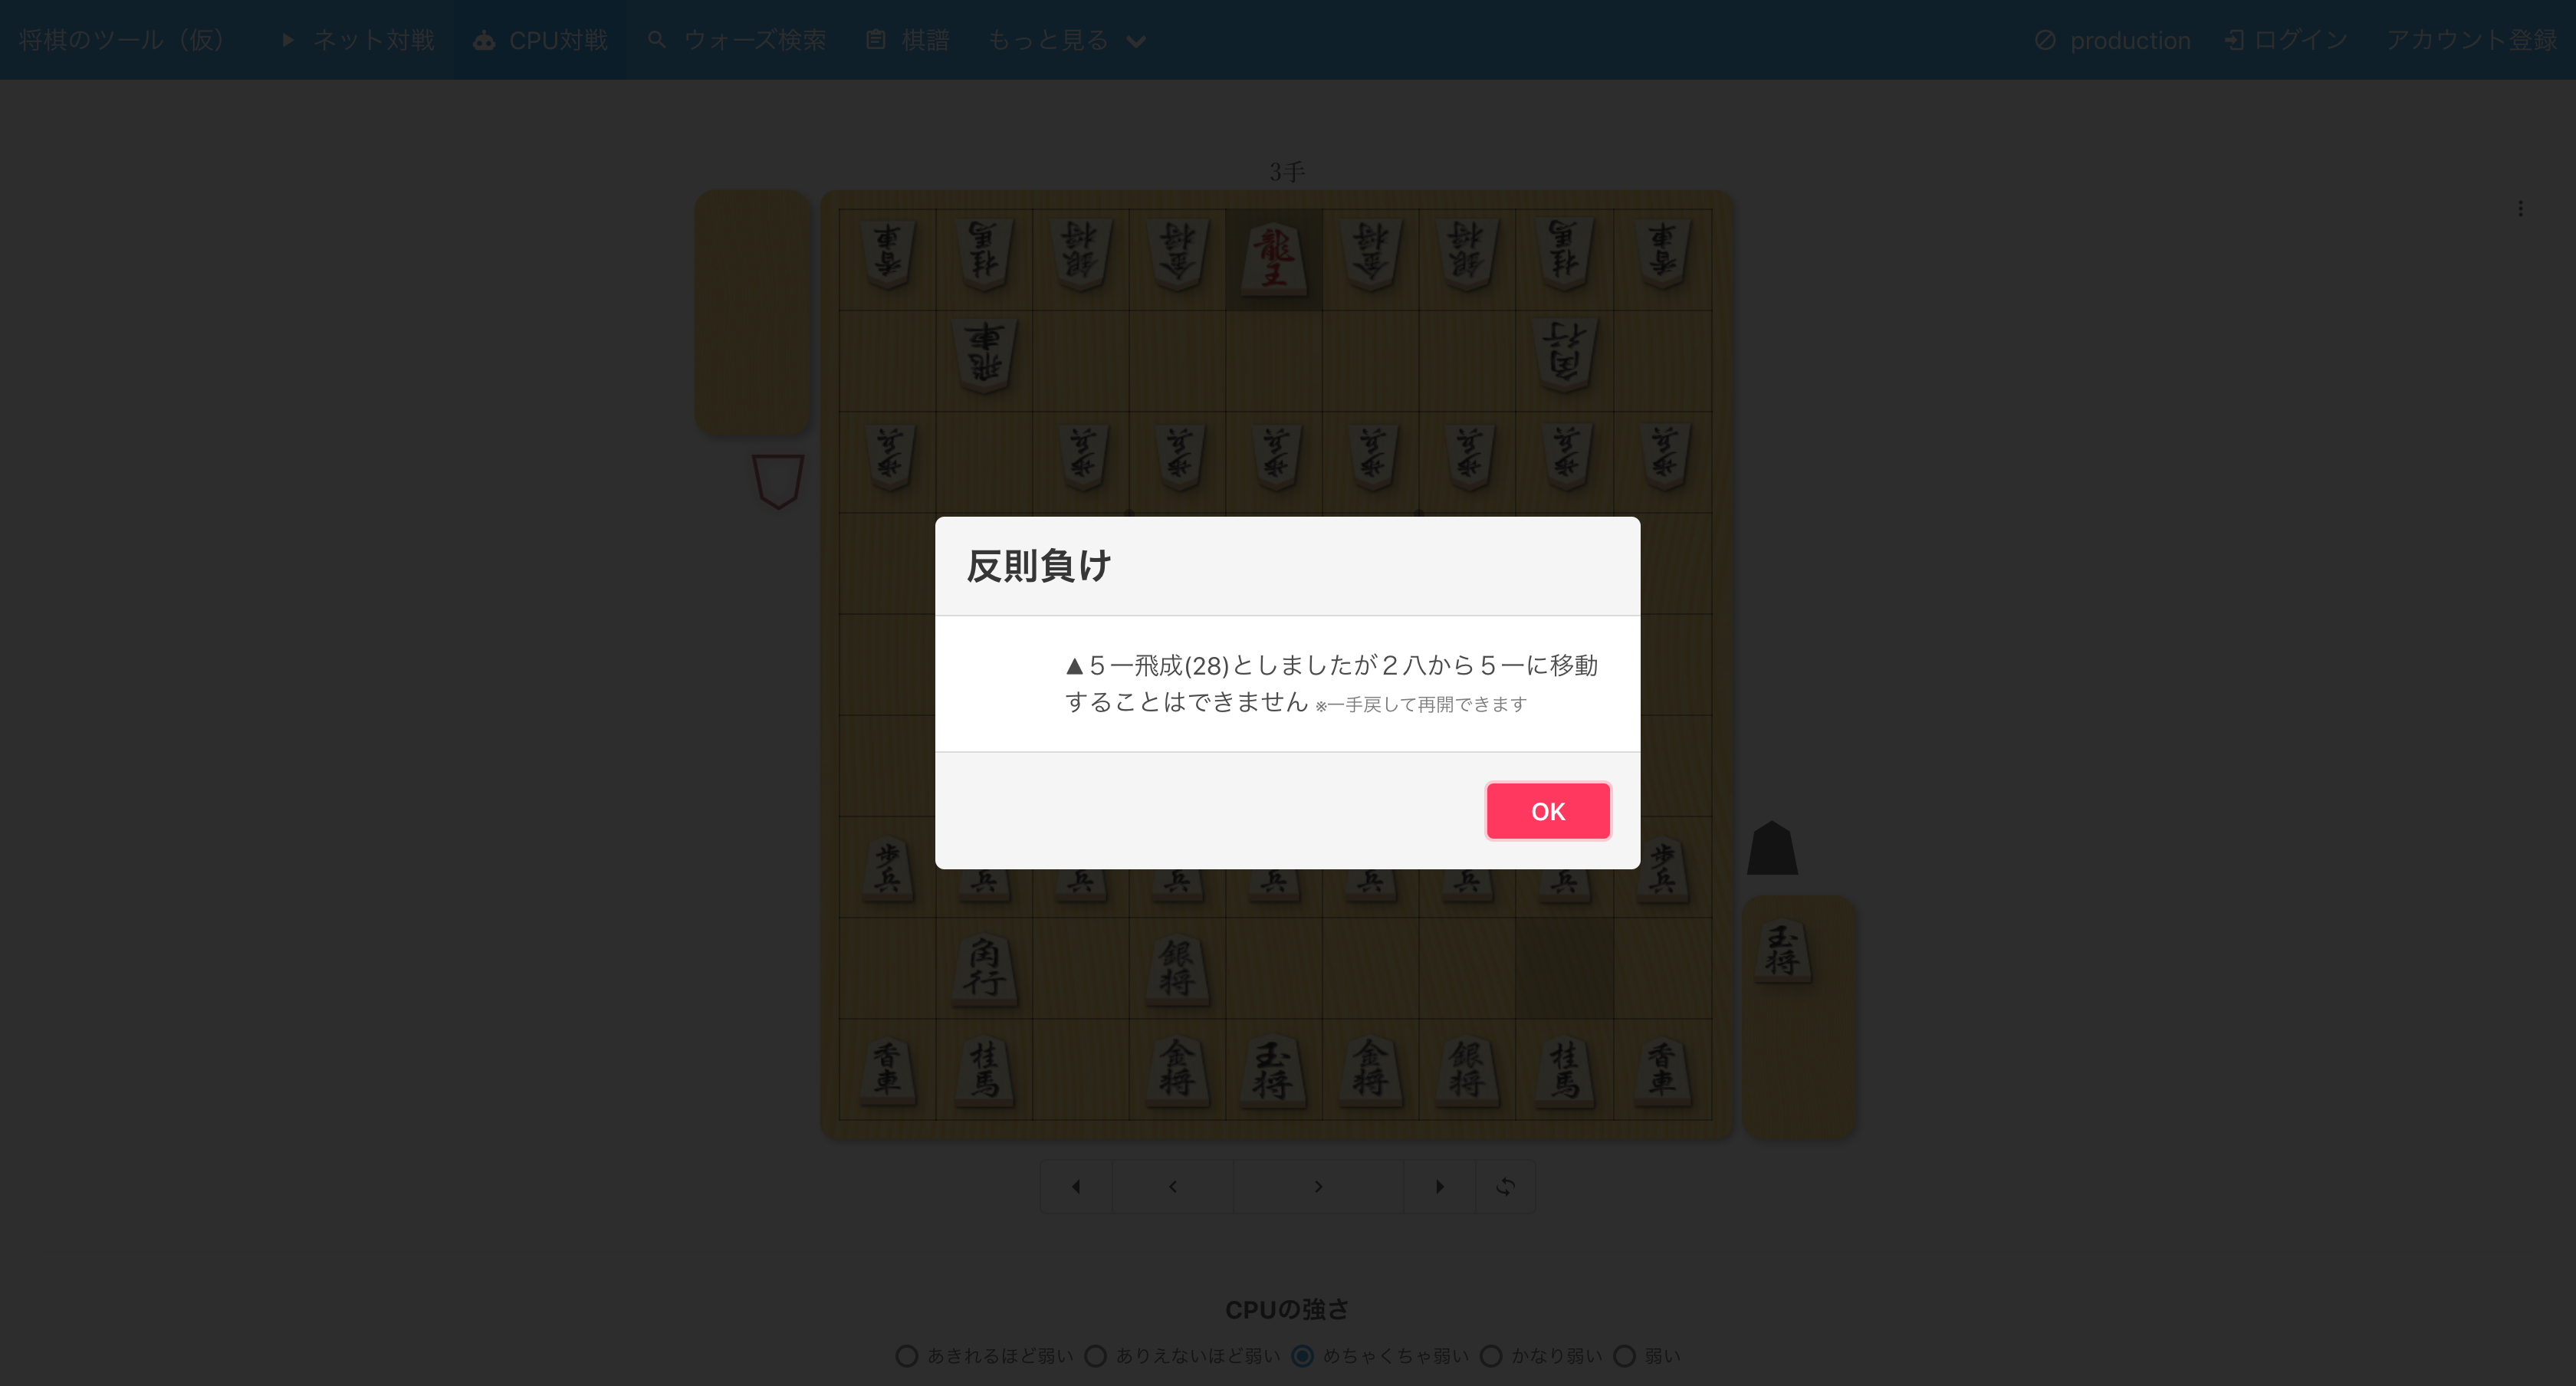 将棋のツール（仮） ネット対戦 CPU対戦 ウォーズ検索 棋譜 もっと見る production ログイン アカウント登録
3手
香車 桂馬 銀将 金将 龍王 金将 銀将 桂馬 香車
飛車 角行
歩兵 歩兵 歩兵 歩兵 歩兵 歩兵 歩兵 歩兵
反則負け
▲５一飛成(28)としましたが２八から５一に移動
することはできません ※一手戻して再開できます
OK
歩兵 兵 兵 兵 兵 兵 兵 兵 歩兵
角行 銀将
玉将
香車 桂馬 金将 玉将 金将 銀将 桂馬 香車
CPUの強さ
あきれるほど弱い ありえないほど弱い めちゃくちゃ弱い かなり弱い 弱い